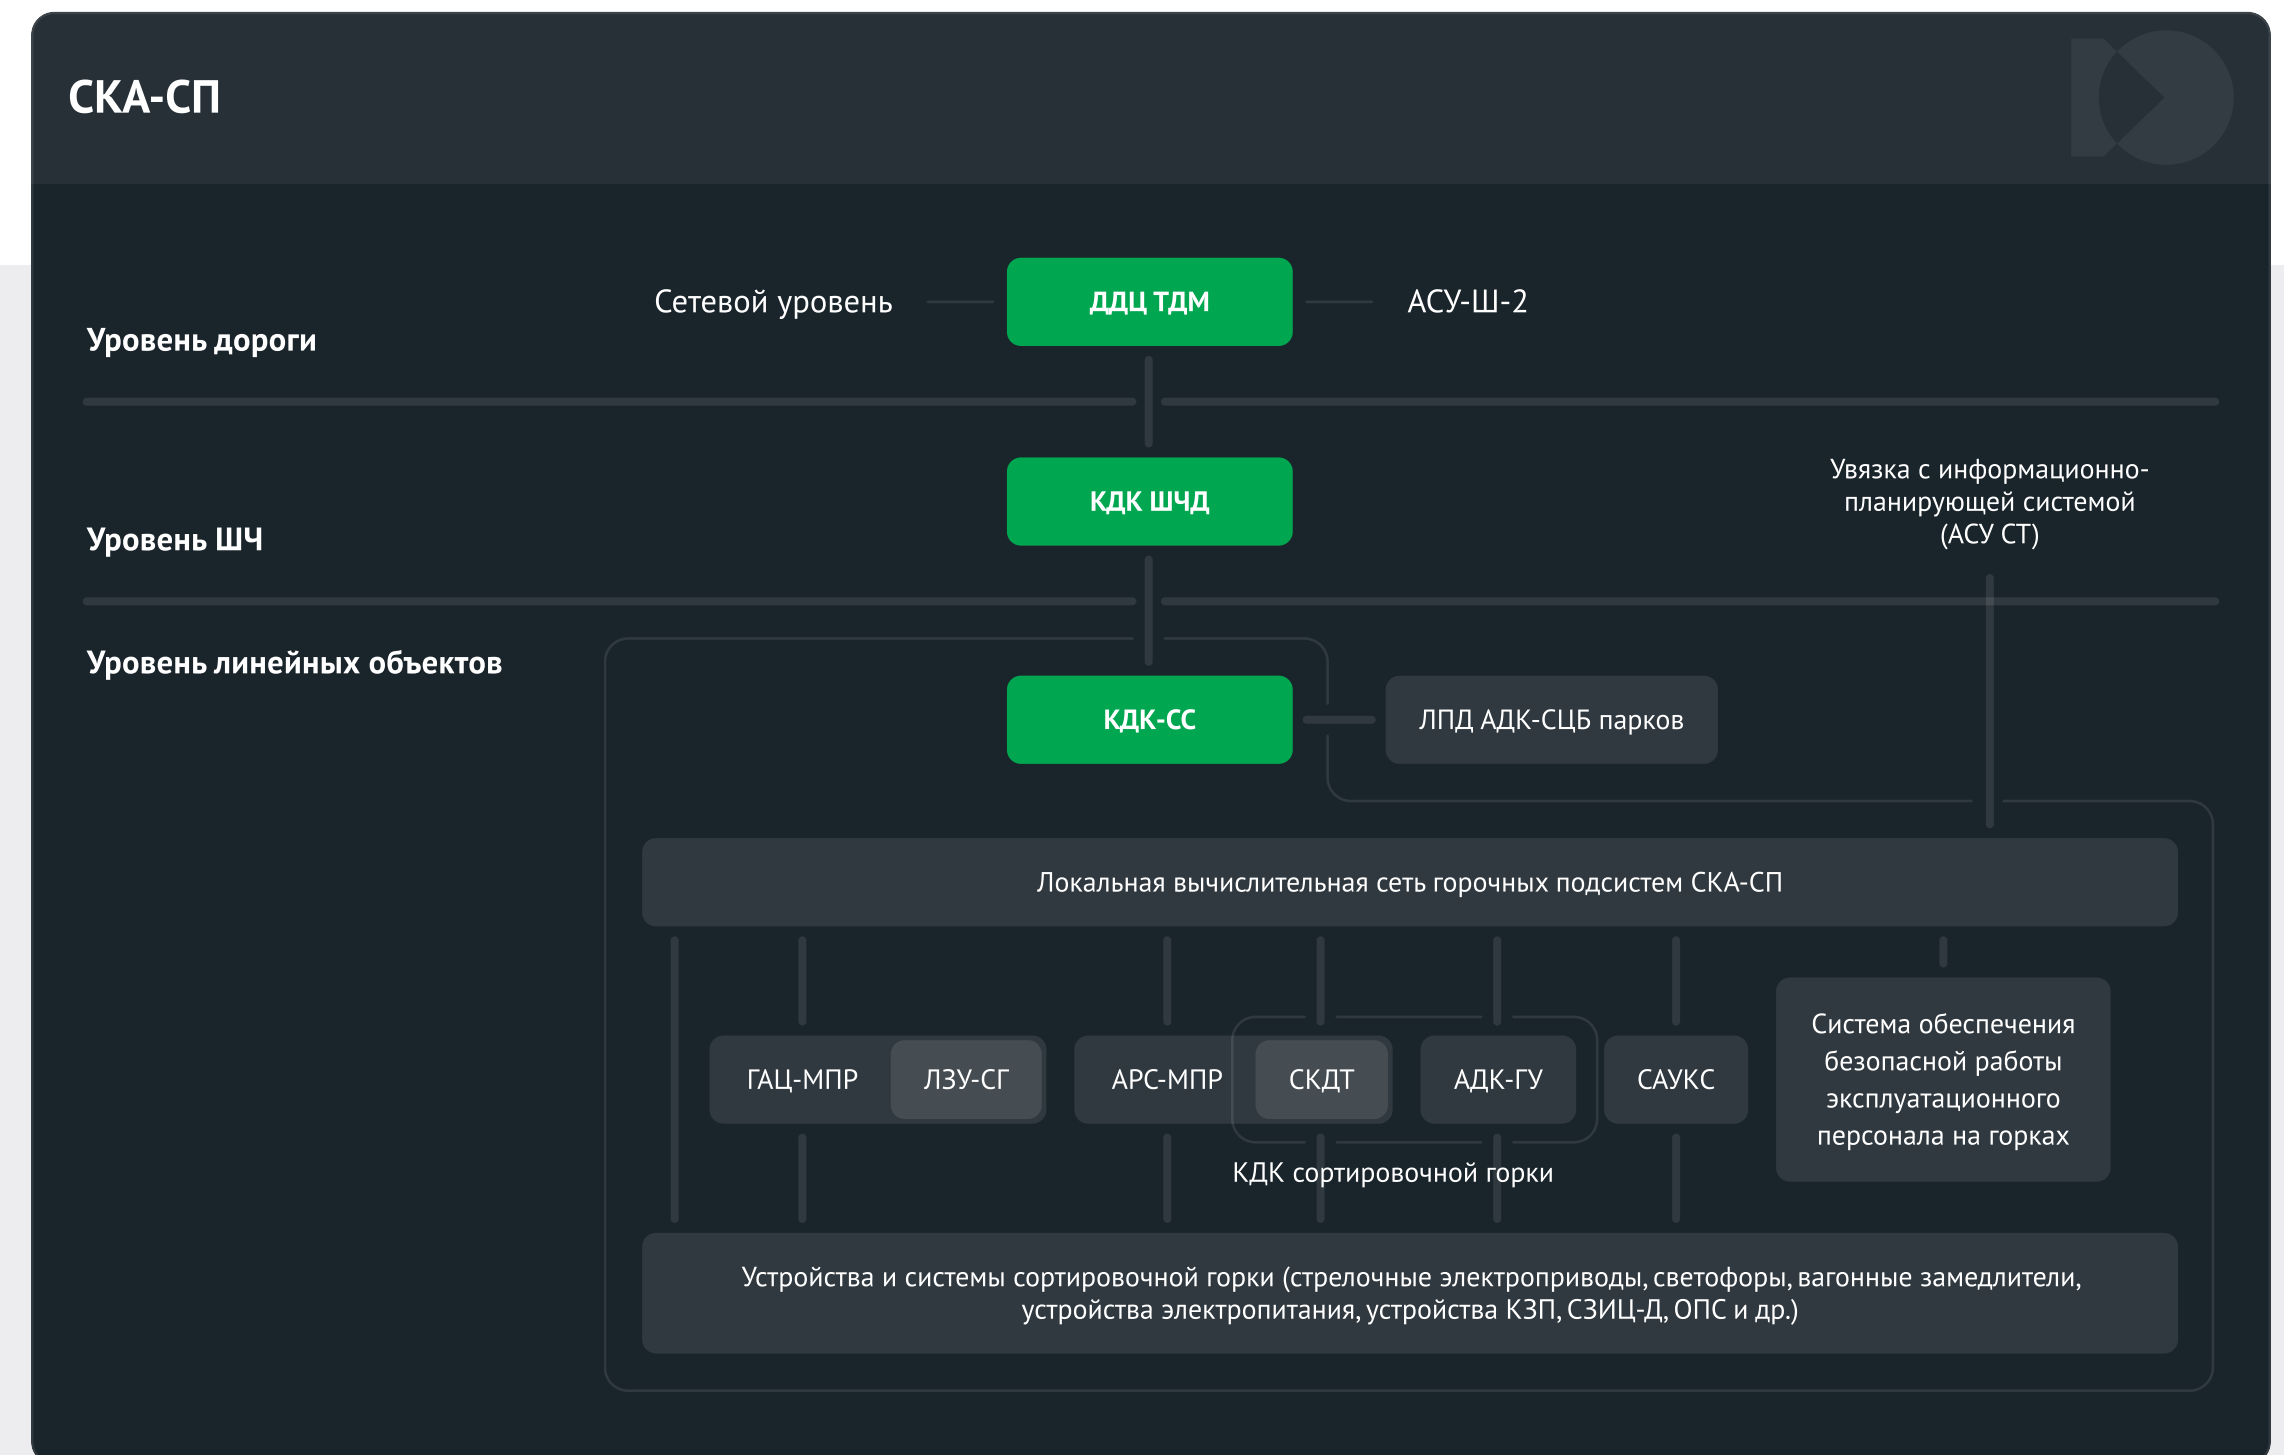 СКА-СП
Сетевой уровень
ДДЦ ТДМ
АСУ-Ш-2
Уровень дороги
КДК ШЧД
Увязка с информационно-
планирующей системой
(АСУ СТ)
Уровень ШЧ
Уровень линейных объектов
КДК-СС
ЛПД АДК-СЦБ парков
Локальная вычислительная сеть горочных подсистем СКА-СП
ГАЦ-МПР
ЛЗУ-СГ
АРС-МПР
СКДТ
АДК-ГУ
САУКС
Система обеспечения
безопасной работы
эксплуатационного
персонала на горках
КДК сортировочной горки
Устройства и системы сортировочной горки (стрелочные электроприводы, светофоры, вагонные замедлители,
устройства электропитания, устройства КЗП, СЗИЦ-Д, ОПС и др.)